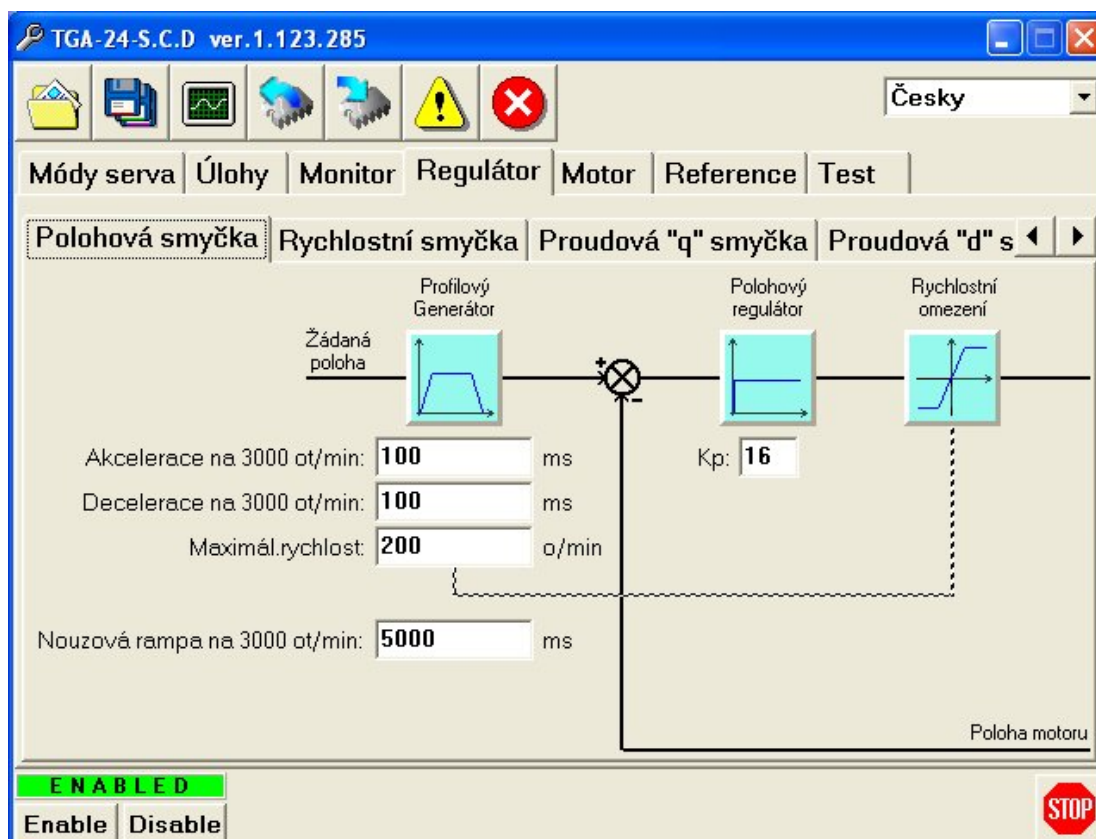 TGA-24-S.C.D ver.1.123.285
Česky
Módy serva Úlohy Monitor Regulátor Motor Reference Test
Polohová smyčka Rychlostní smyčka Proudová "q" smyčka Proudová "d" s
Profilový
Generátor
Polohový
regulátor
Rychlostní
omezení
Žádaná
poloha
+
-
Akcelerace na 3000 ot/min: 100 ms
Kp: 16
Decelerace na 3000 ot/min: 100 ms
Maximál.rychlost: 200 o/min
Nouzová rampa na 3000 ot/min: 5000 ms
Poloha motoru
ENABLED
Enable Disable
STOP